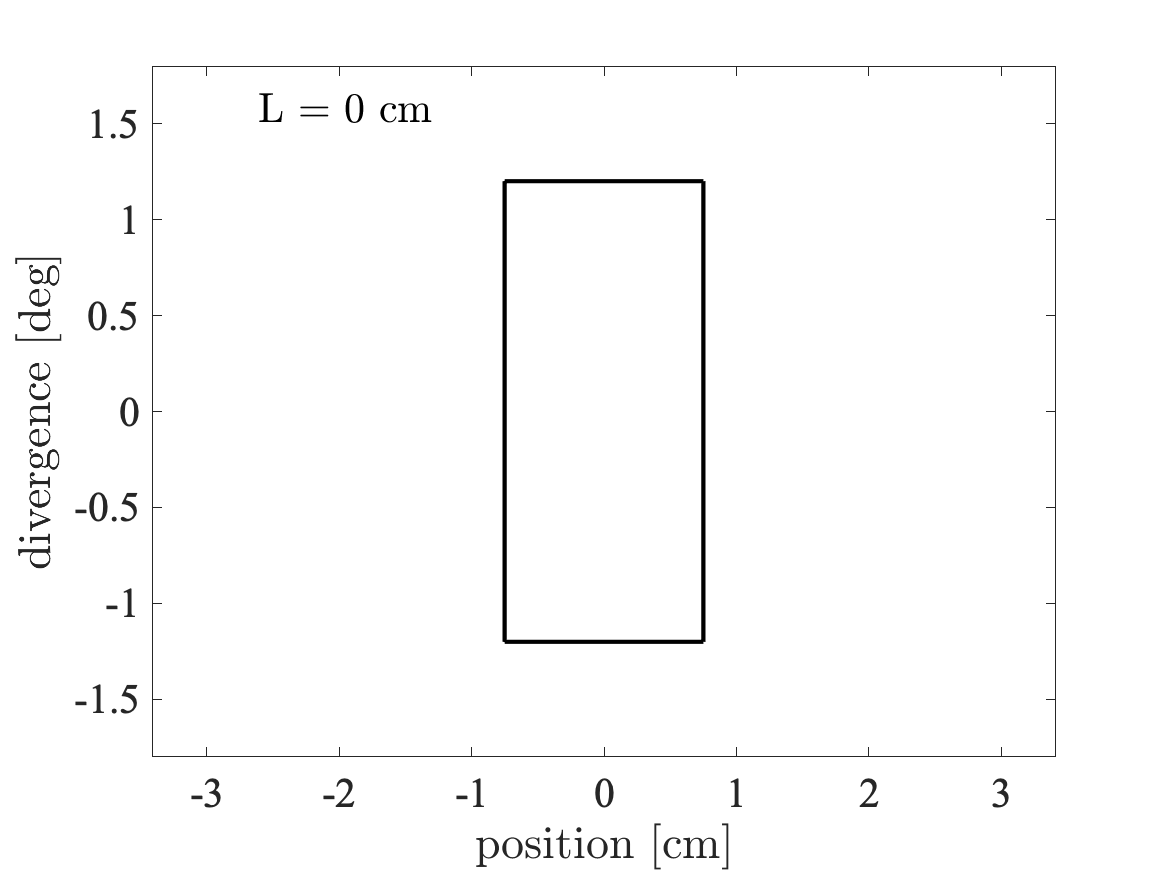 L = 0 cm
1.5
1
0.5
0
-0.5
-1
-1.5
divergence [deg]
-3 -2 -1 0 1 2 3
position [cm]